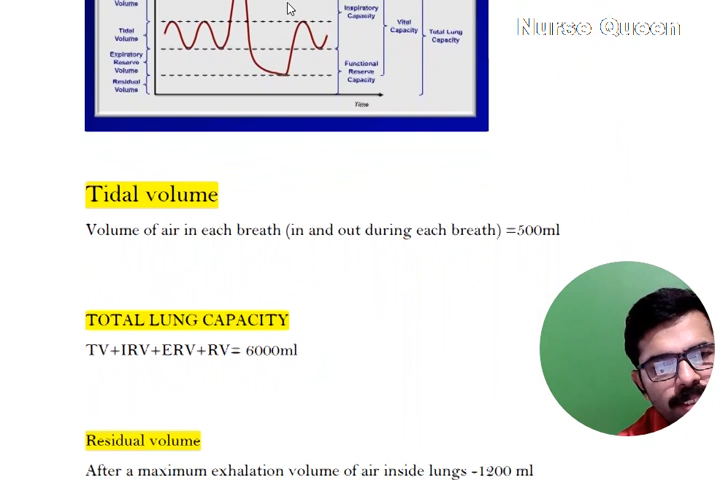 Volume
Tidal
Volume
Expiratory
Reserve
Volume
Residual
Volume
Inspiratory
Capacity
Functional
Reserve
Capacity
Vital
Capacity
Total Lung
Capacity
Time
Nurse Queen
Tidal volume
Volume of air in each breath (in and out during each breath) =500ml
TOTAL LUNG CAPACITY
TV+IRV+ERV+RV= 6000ml
Residual volume
After a maximum exhalation volume of air inside lungs -1200 ml